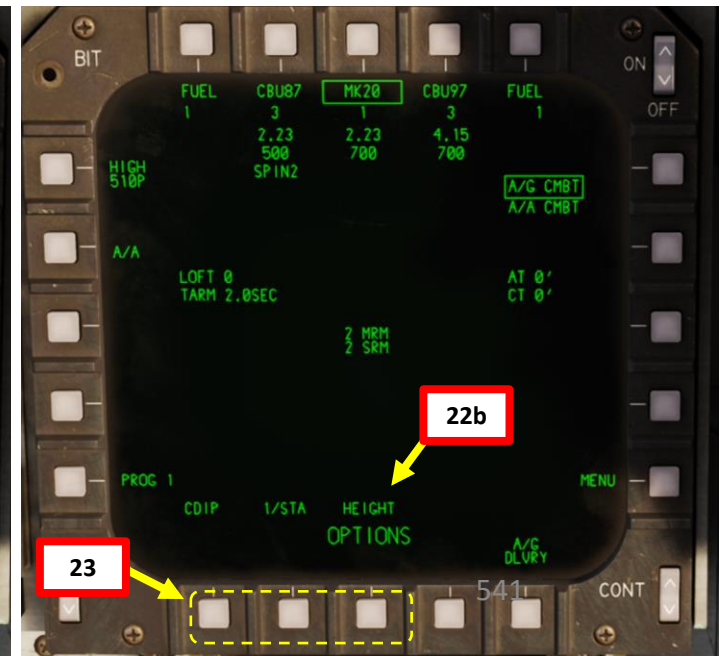 BIT
ON
OFF
FUEL CBU87 MK20 CBU97 FUEL
1 3 1 3 1
2.23 2.23 4.15
500 700 700
SPIN2
HIGH
510P
A/G CMBT
A/A CMBT
A/A
LOFT 0 AT 0'
TARM 2.0SEC CT 0'
2 MRM
2 SRM
22b
PROG 1 MENU
CDIP 1/STA HEIGHT
OPTIONS
A/G
DLVRY
23
541
CONT